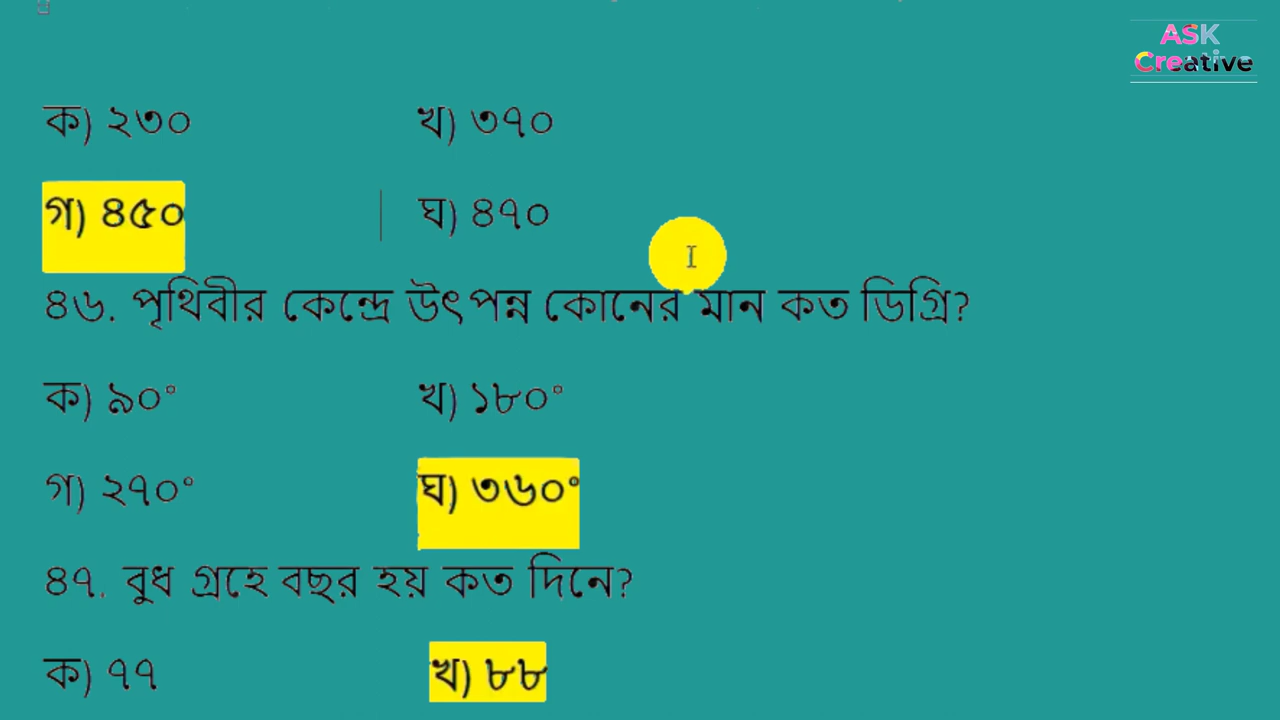 ASK
Creative
ক) ২৩০ খ) ৩৭০
গ) ৪৫০ ঘ) ৪৭০
৪৬. পৃথিবীর কেন্দ্রে উৎপন্ন কোনের মান কত ডিগ্রি?
ক) ৯০° খ) ১৮০°
গ) ২৭০° ঘ) ৩৬০°
৪৭. বুধ গ্রহে বছর হয় কত দিনে?
ক) ৭৭ খ) ৮৮